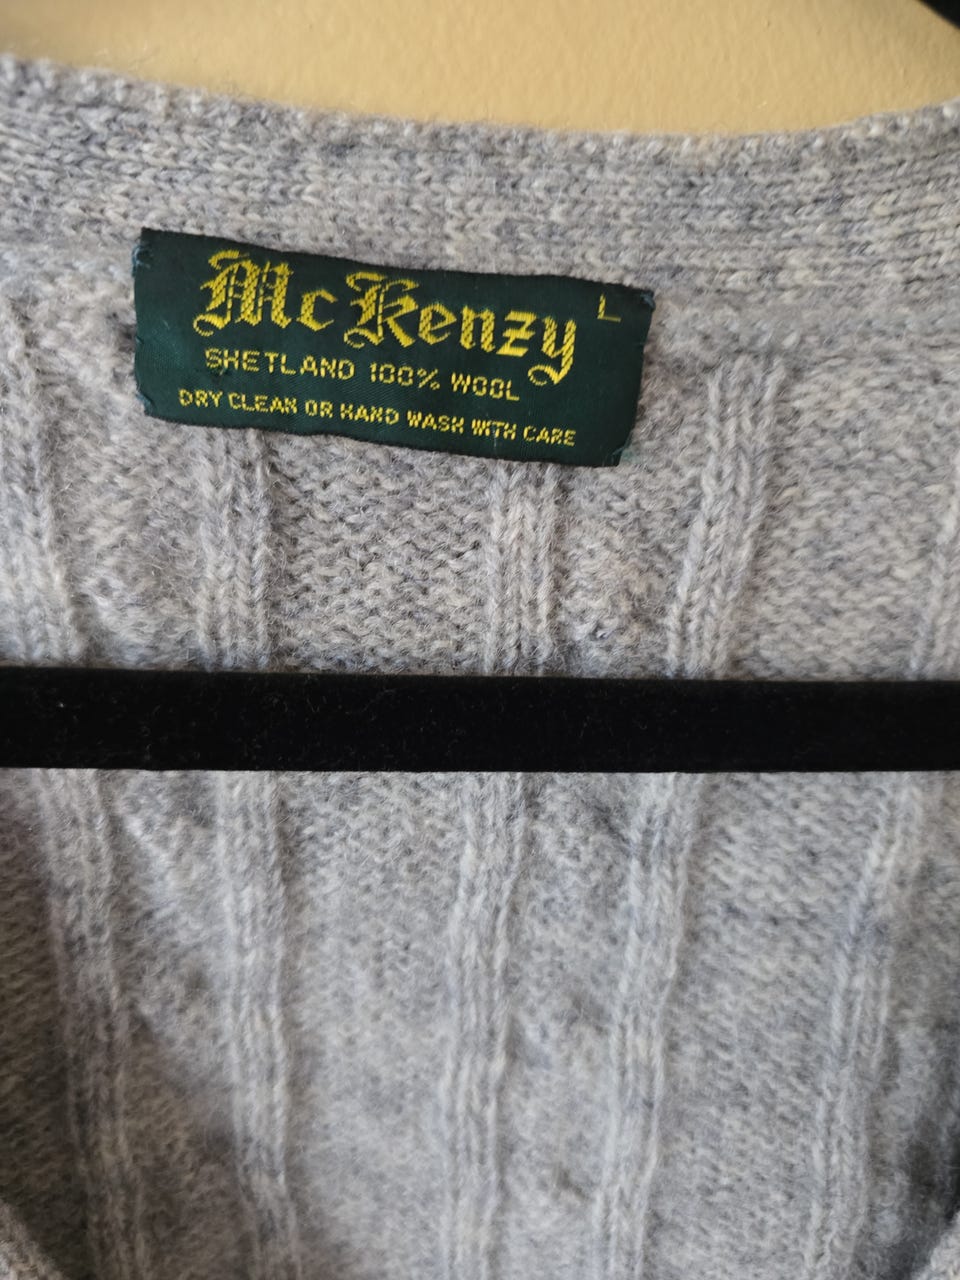 McKenzy
L
SHETLAND 100% WOOL
DRY CLEAN OR HAND WASH WITH CARE